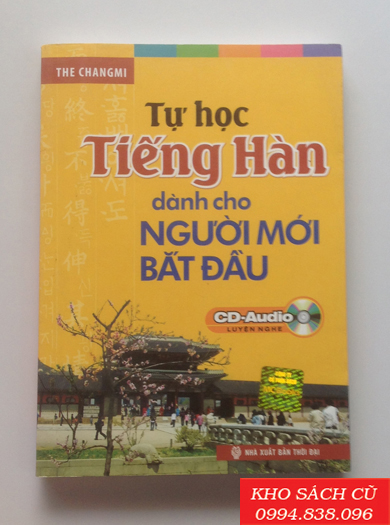 THE CHANGMI
Tự học
Tiếng Hàn
dành cho
NGƯỜI MỚI
BẮT ĐẦU
CD-Audio
LUYỆN NGHE
NHÀ XUẤT BẢN THỜI ĐẠI
KHO SÁCH CŨ
0994.838.096